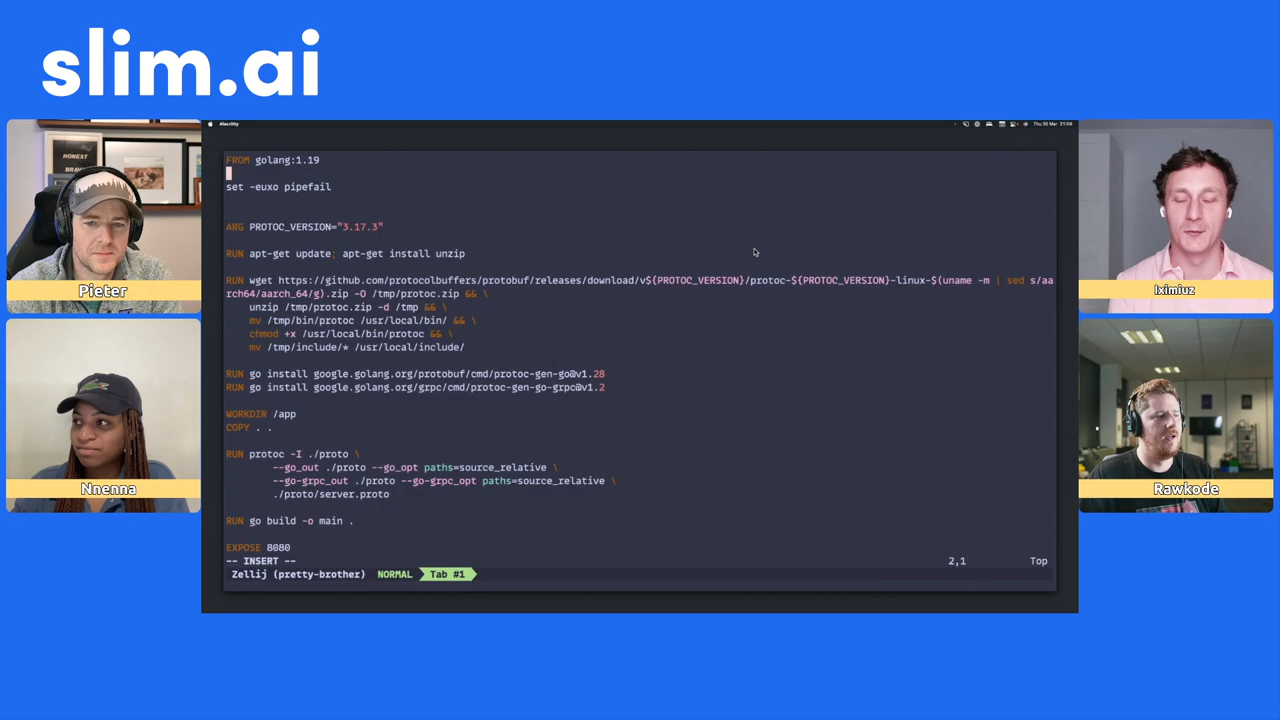 slim.ai
Alacritty
Thu 30 Mar 21:04
HONEST
Pieter
Nnenna
Iximiuz
Rawkode
FROM golang:1.19
set -euxo pipefail
ARG PROTOC_VERSION="3.17.3"
RUN apt-get update; apt-get install unzip
RUN wget https://github.com/protocolbuffers/protobuf/releases/download/v${PROTOC_VERSION}/protoc-${PROTOC_VERSION}-linux-$(uname -m | sed s/aa
rch64/aarch_64/g).zip -O /tmp/protoc.zip && \
unzip /tmp/protoc.zip -d /tmp && \
mv /tmp/bin/protoc /usr/local/bin/ && \
chmod +x /usr/local/bin/protoc && \
mv /tmp/include/* /usr/local/include/
RUN go install google.golang.org/protobuf/cmd/protoc-gen-go@v1.28
RUN go install google.golang.org/grpc/cmd/protoc-gen-go-grpc@v1.2
WORKDIR /app
COPY . .
RUN protoc -I ./proto \
--go_out ./proto --go_opt paths=source_relative \
--go-grpc_out ./proto --go-grpc_opt paths=source_relative \
./proto/server.proto
RUN go build -o main .
EXPOSE 8080
-- INSERT -- 2,1 Top
Zellij (pretty-brother) NORMAL Tab #1